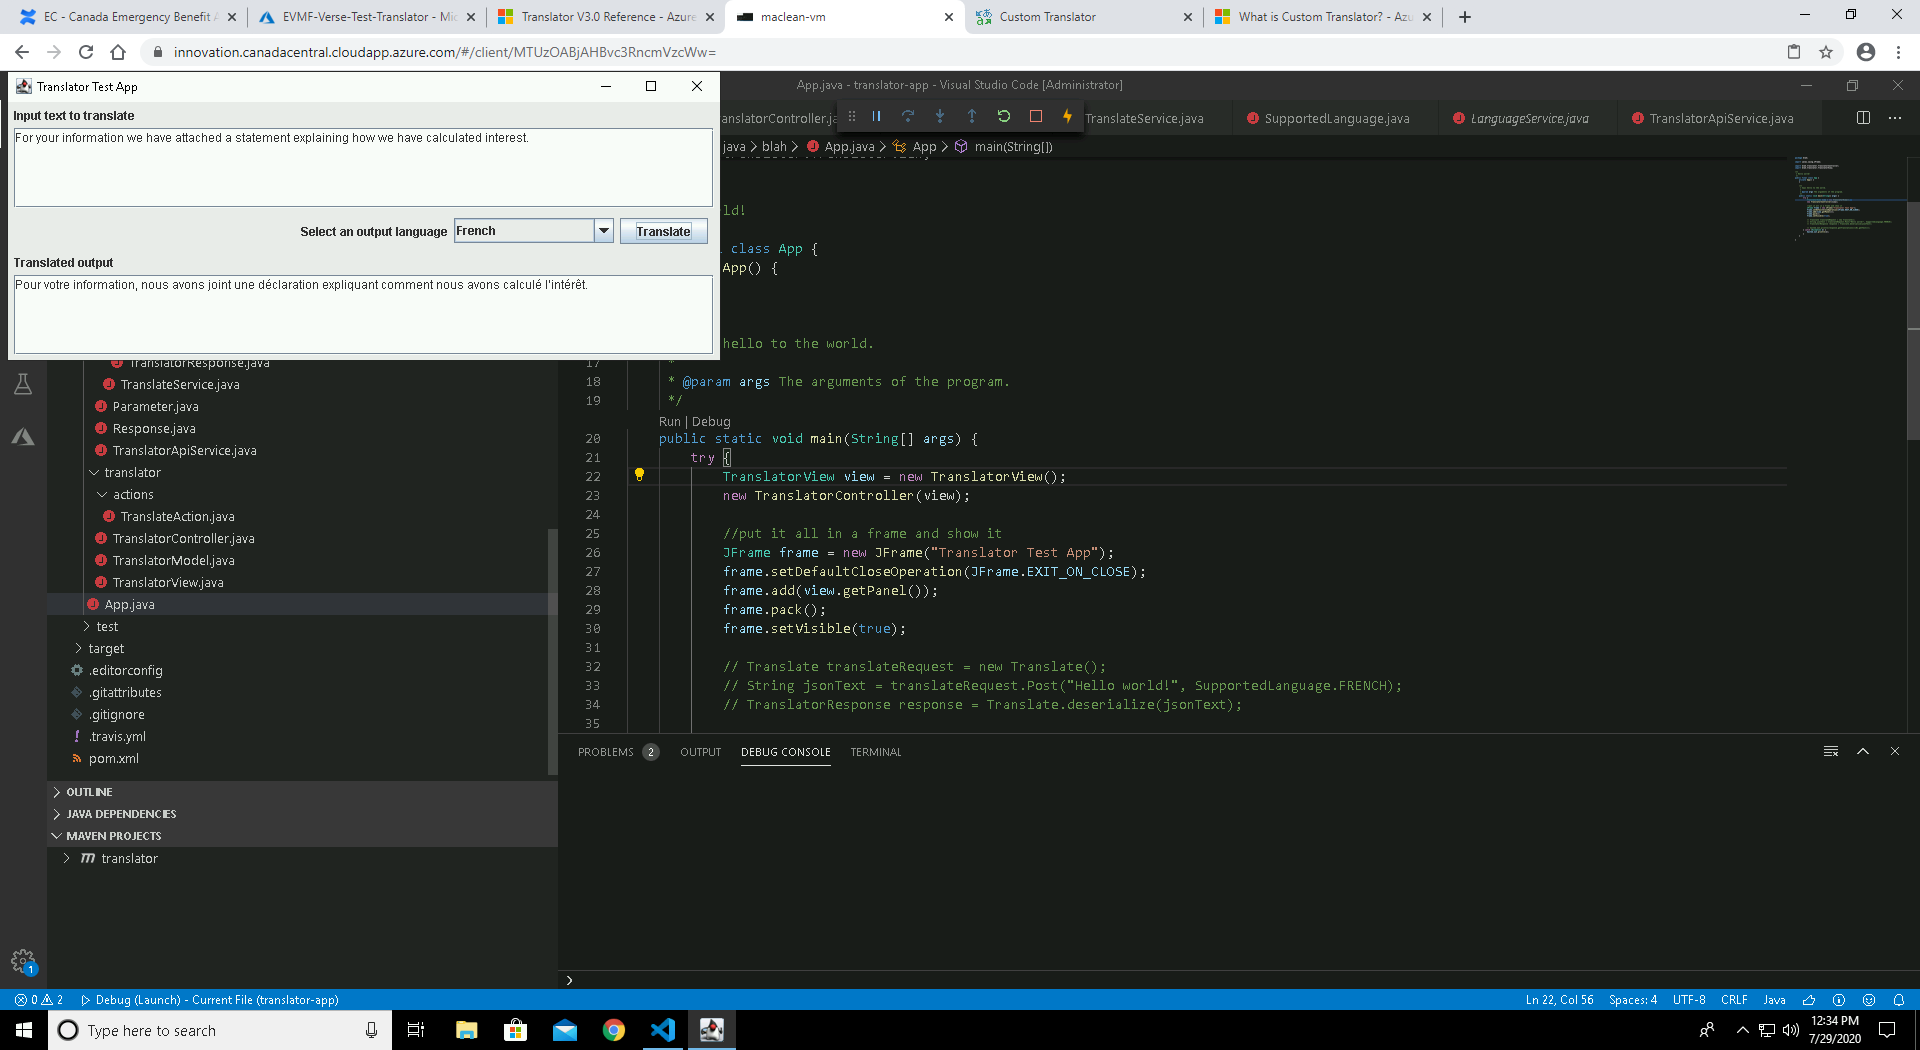 EC - Canada Emergency Benefit
EVMF-Verse-Test-Translator - Mic
Translator V3.0 Reference - Azure
maclean-vm
Custom Translator
What is Custom Translator? - Azu
innovation.canadacentral.cloudapp.azure.com/#/client/MTUzOABjAHBvc3RncmVzcWw=
Translator Test App
App.java - translator-app - Visual Studio Code [Administrator]
Input text to translate
For your information we have attached a statement explaining how we have calculated interest.
Select an output language
French
Translate
Translated output
Pour votre information, nous avons joint une déclaration expliquant comment nous avons calculé l'intérêt.
anslatorController.ja
TranslateService.java
SupportedLanguage.java
LanguageService.java
TranslatorApiService.java
java > blah > App.java > App > main(String[])
ld!
class App {
App() {
hello to the world.
17 *
18 * @param args The arguments of the program.
19 */
Run | Debug
20 public static void main(String[] args) {
21 try {
22 TranslatorView view = new TranslatorView();
23 new TranslatorController(view);
24
25 //put it all in a frame and show it
26 JFrame frame = new JFrame("Translator Test App");
27 frame.setDefaultCloseOperation(JFrame.EXIT_ON_CLOSE);
28 frame.add(view.getPanel());
29 frame.pack();
30 frame.setVisible(true);
31
32 // Translate translateRequest = new Translate();
33 // String jsonText = translateRequest.Post("Hello world!", SupportedLanguage.FRENCH);
34 // TranslatorResponse response = Translate.deserialize(jsonText);
35
TranslatorResponse.java
TranslateService.java
Parameter.java
Response.java
TranslatorApiService.java
translator
actions
TranslateAction.java
TranslatorController.java
TranslatorModel.java
TranslatorView.java
App.java
test
target
.editorconfig
.gitattributes
.gitignore
.travis.yml
pom.xml
OUTLINE
JAVA DEPENDENCIES
MAVEN PROJECTS
translator
PROBLEMS 2
OUTPUT
DEBUG CONSOLE
TERMINAL
1
0 2 Debug (Launch) - Current File (translator-app)
Ln 22, Col 56 Spaces: 4 UTF-8 CRLF Java
Type here to search
12:34 PM
7/29/2020